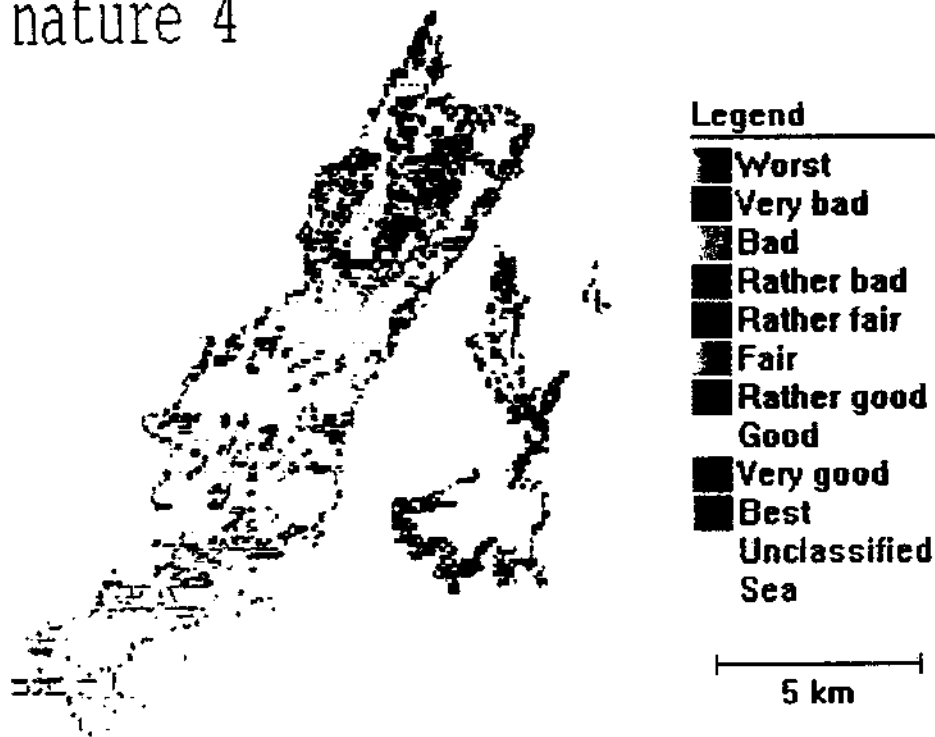 nature 4
Legend
Worst
Very bad
Bad
Rather bad
Rather fair
Fair
Rather good
Good
Very good
Best
Unclassified
Sea
5 km